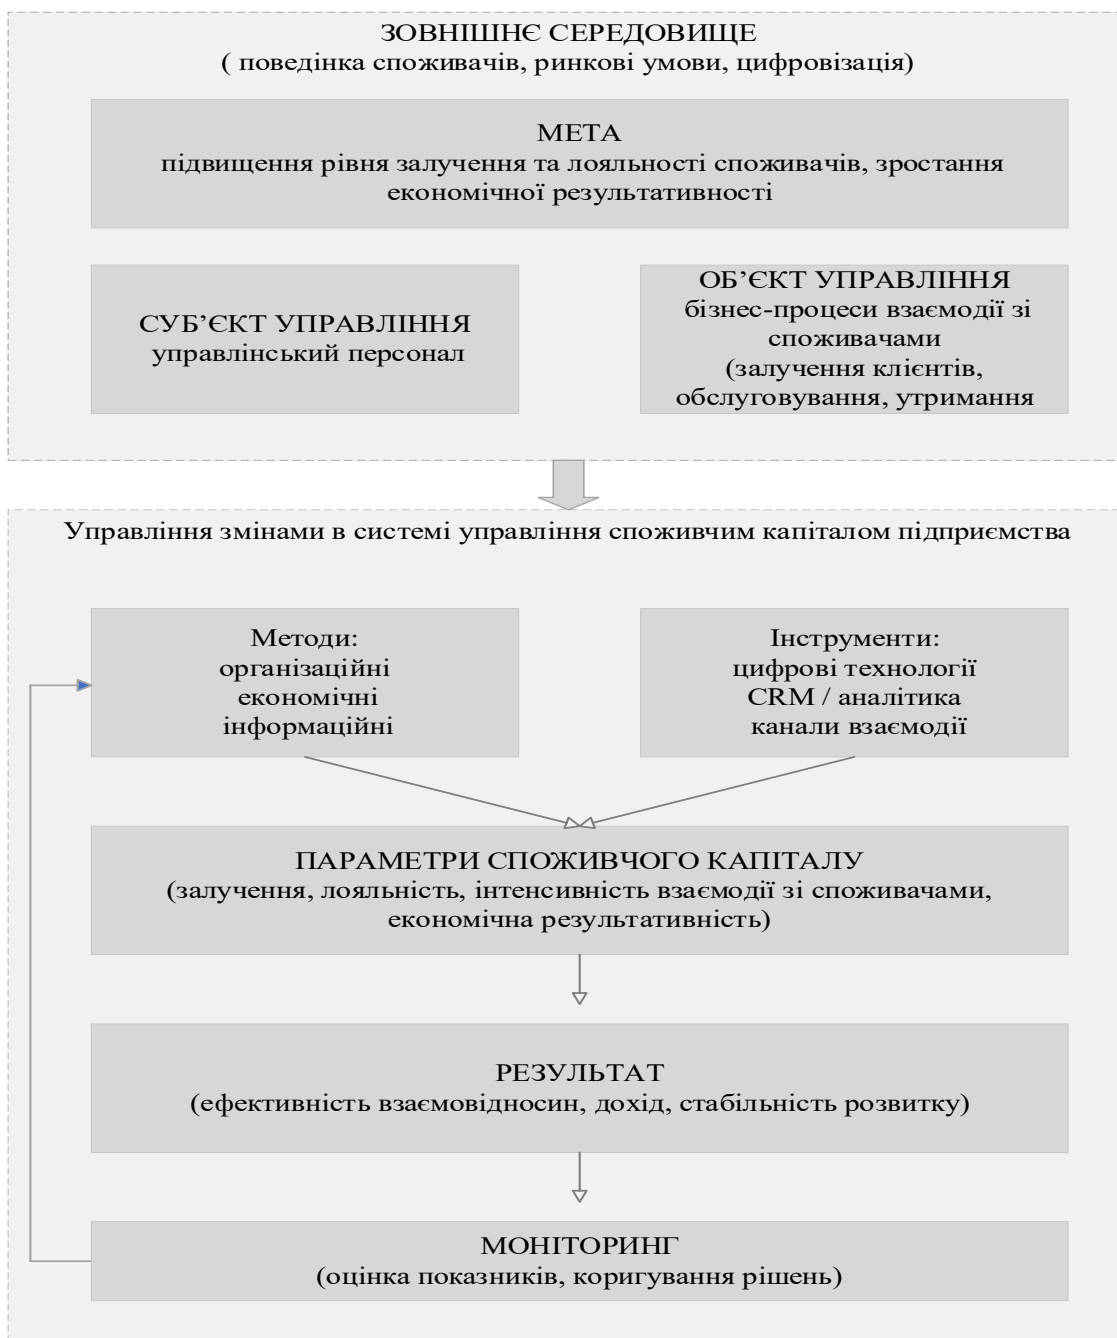 ЗОВНІШНЄ СЕРЕДОВИЩЕ
( поведінка споживачів, ринкові умови, цифровізація)
МЕТА
підвищення рівня залучення та лояльності споживачів, зростання
економічної результативності
СУБ’ЄКТ УПРАВЛІННЯ
управлінський персонал
ОБ’ЄКТ УПРАВЛІННЯ
бізнес-процеси взаємодії зі
споживачами
(залучення клієнтів,
обслуговування, утримання
Управління змінами в системі управління споживчим капіталом підприємства
Методи:
організаційні
економічні
інформаційні
Інструменти:
цифрові технології
CRM / аналітика
канали взаємодії
ПАРАМЕТРИ СПОЖИВЧОГО КАПІТАЛУ
(залучення, лояльність, інтенсивність взаємодії зі споживачами,
економічна результативність)
РЕЗУЛЬТАТ
(ефективність взаємовідносин, дохід, стабільність розвитку)
МОНІТОРИНГ
(оцінка показників, коригування рішень)